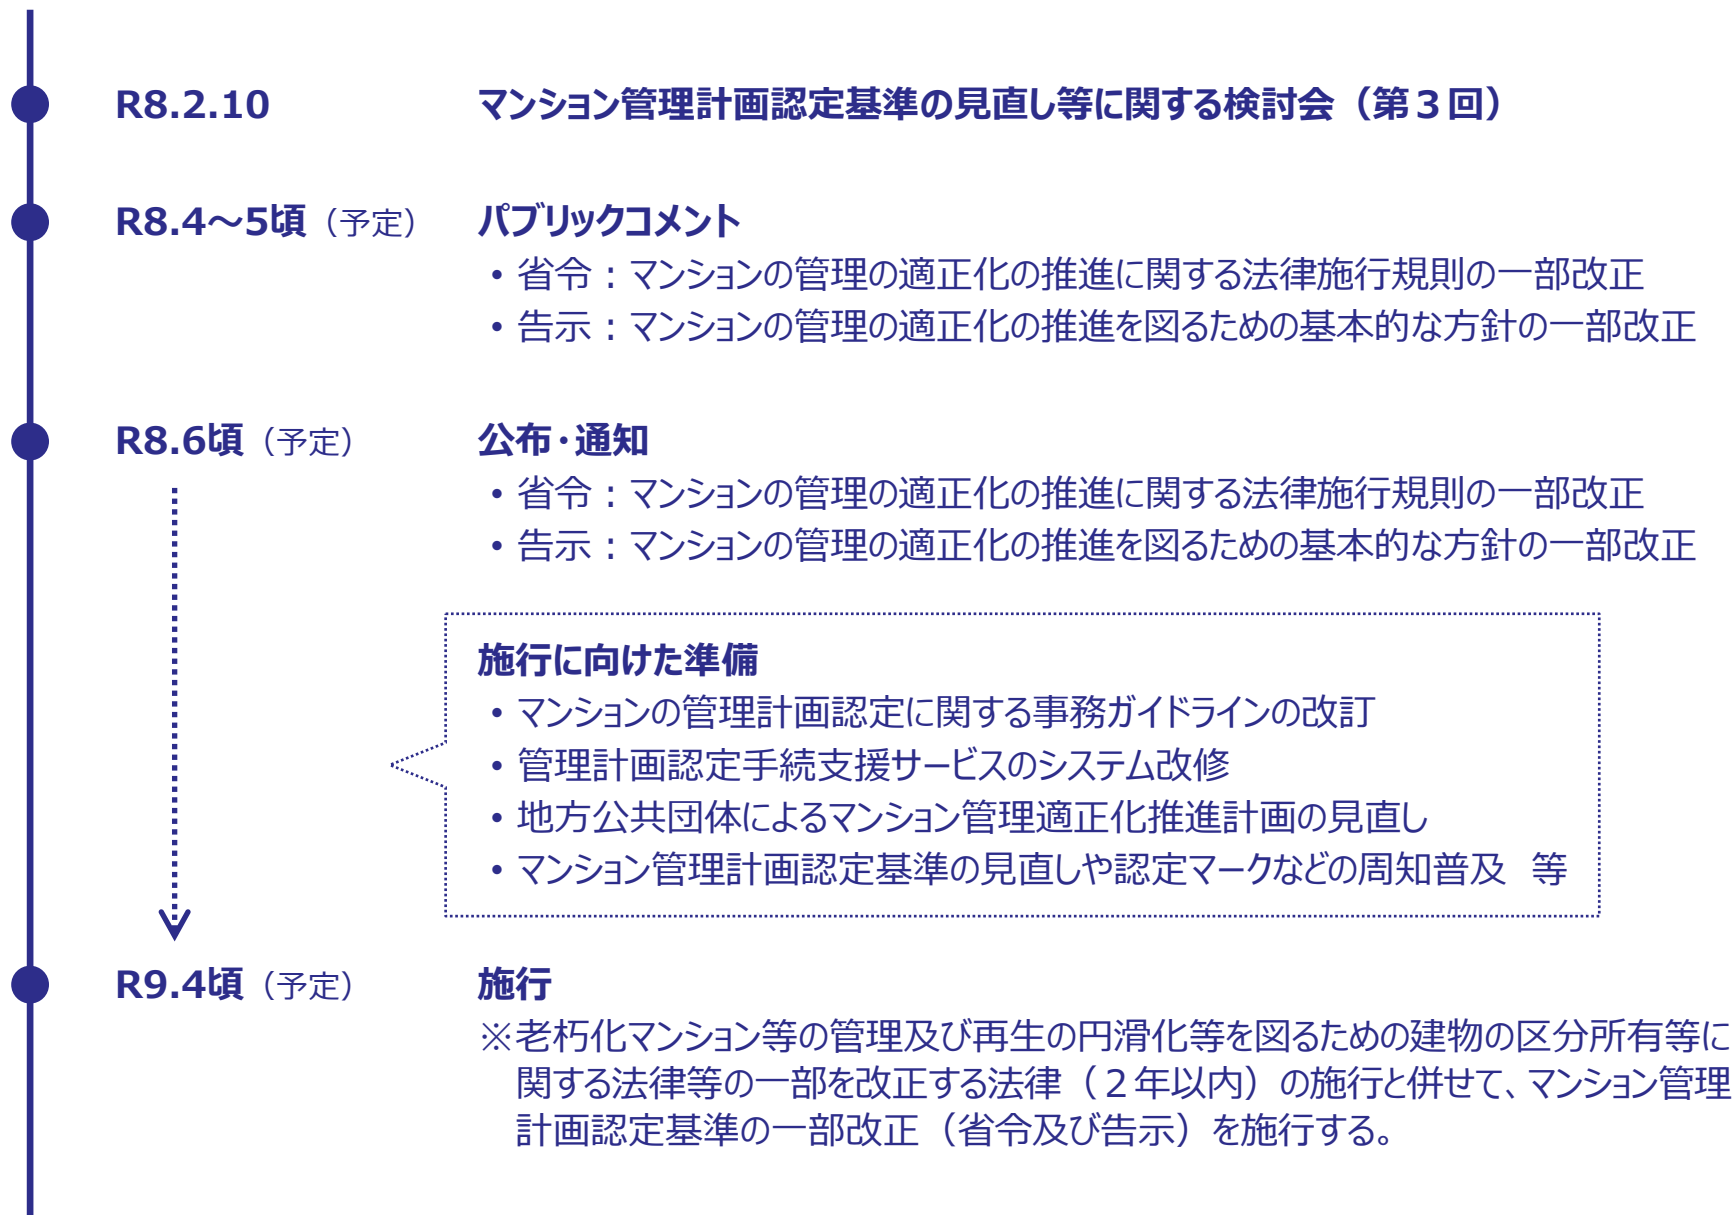 R8.2.10 マンション管理計画認定基準の見直し等に関する検討会（第３回）
R8.4～5頃（予定） パブリックコメント
• 省令：マンションの管理の適正化の推進に関する法律施行規則の一部改正
• 告示：マンションの管理の適正化の推進を図るための基本的な方針の一部改正
R8.6頃（予定） 公布・通知
• 省令：マンションの管理の適正化の推進に関する法律施行規則の一部改正
• 告示：マンションの管理の適正化の推進を図るための基本的な方針の一部改正
施行に向けた準備
• マンションの管理計画認定に関する事務ガイドラインの改訂
• 管理計画認定手続支援サービスのシステム改修
• 地方公共団体によるマンション管理適正化推進計画の見直し
• マンション管理計画認定基準の見直しや認定マークなどの周知普及　等
R9.4頃（予定） 施行
※老朽化マンション等の管理及び再生の円滑化等を図るための建物の区分所有等に
関する法律等の一部を改正する法律（２年以内）の施行と併せて、マンション管理
計画認定基準の一部改正（省令及び告示）を施行する。